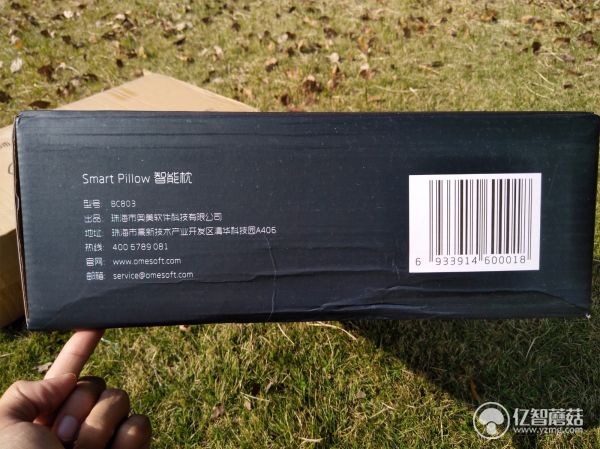 Smart Pillow 智能枕
型号: BC803
出品: 珠海市奥美软件科技有限公司
地址: 珠海市高新技术产业开发区清华科技园A406
热线: 400 6789 081
官网: www.omesoft.com
邮箱: service@omesoft.com
6 933914 600018
亿智蘑菇
www.yzmg.com